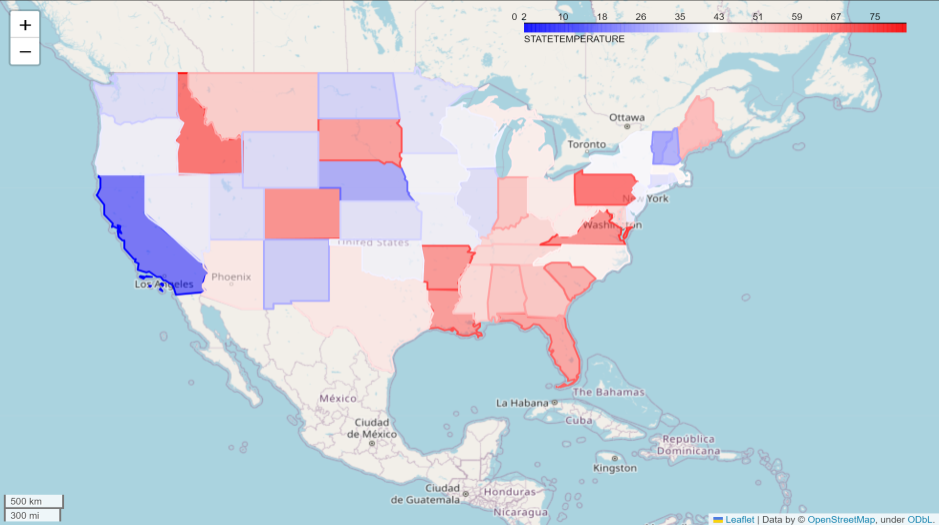 +
−
0 2 10 18 26 35 43 51 59 67 75
STATETEMPERATURE
Ottawa
Toronto
New York
Washington
United States
Phoenix
Los Angeles
México
Ciudad
de México
The Bahamas
La Habana
Cuba
República
Dominicana
Kingston
Ciudad
de Guatemala
Honduras
Nicaragua
500 km
300 mi
Leaflet | Data by © OpenStreetMap, under ODbL.